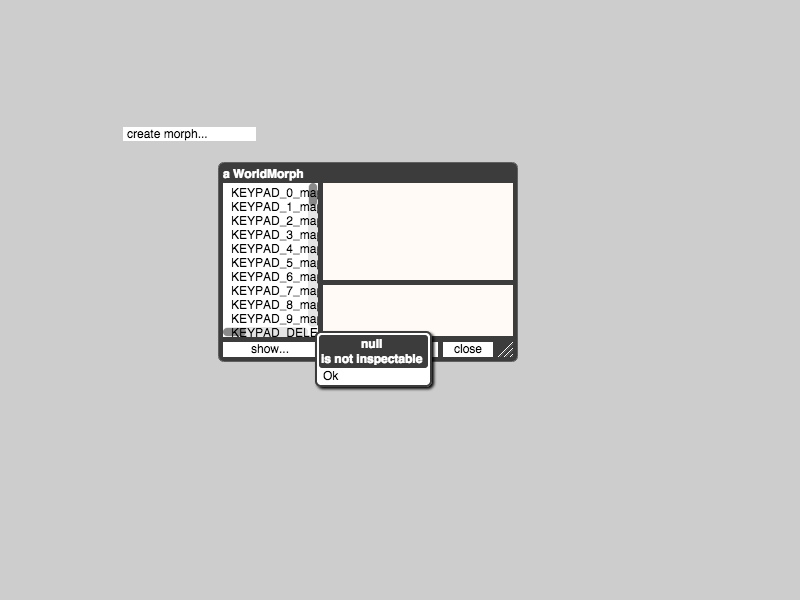 create morph...
a WorldMorph
KEYPAD_0_ma
KEYPAD_1_ma
KEYPAD_2_ma
KEYPAD_3_ma
KEYPAD_4_ma
KEYPAD_5_ma
KEYPAD_6_ma
KEYPAD_7_ma
KEYPAD_8_ma
KEYPAD_9_ma
KEYPAD_DELE
show...
close
null
is not inspectable
Ok